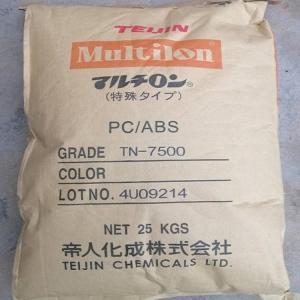 TEIJIN
Multilon
マルチロン®
(特殊タイプ)
PC/ABS
GRADE TN-7500
COLOR
LOT NO. 4U09214
NET 25 KGS
帝人化成株式会社
TEIJIN CHEMICALS LTD.